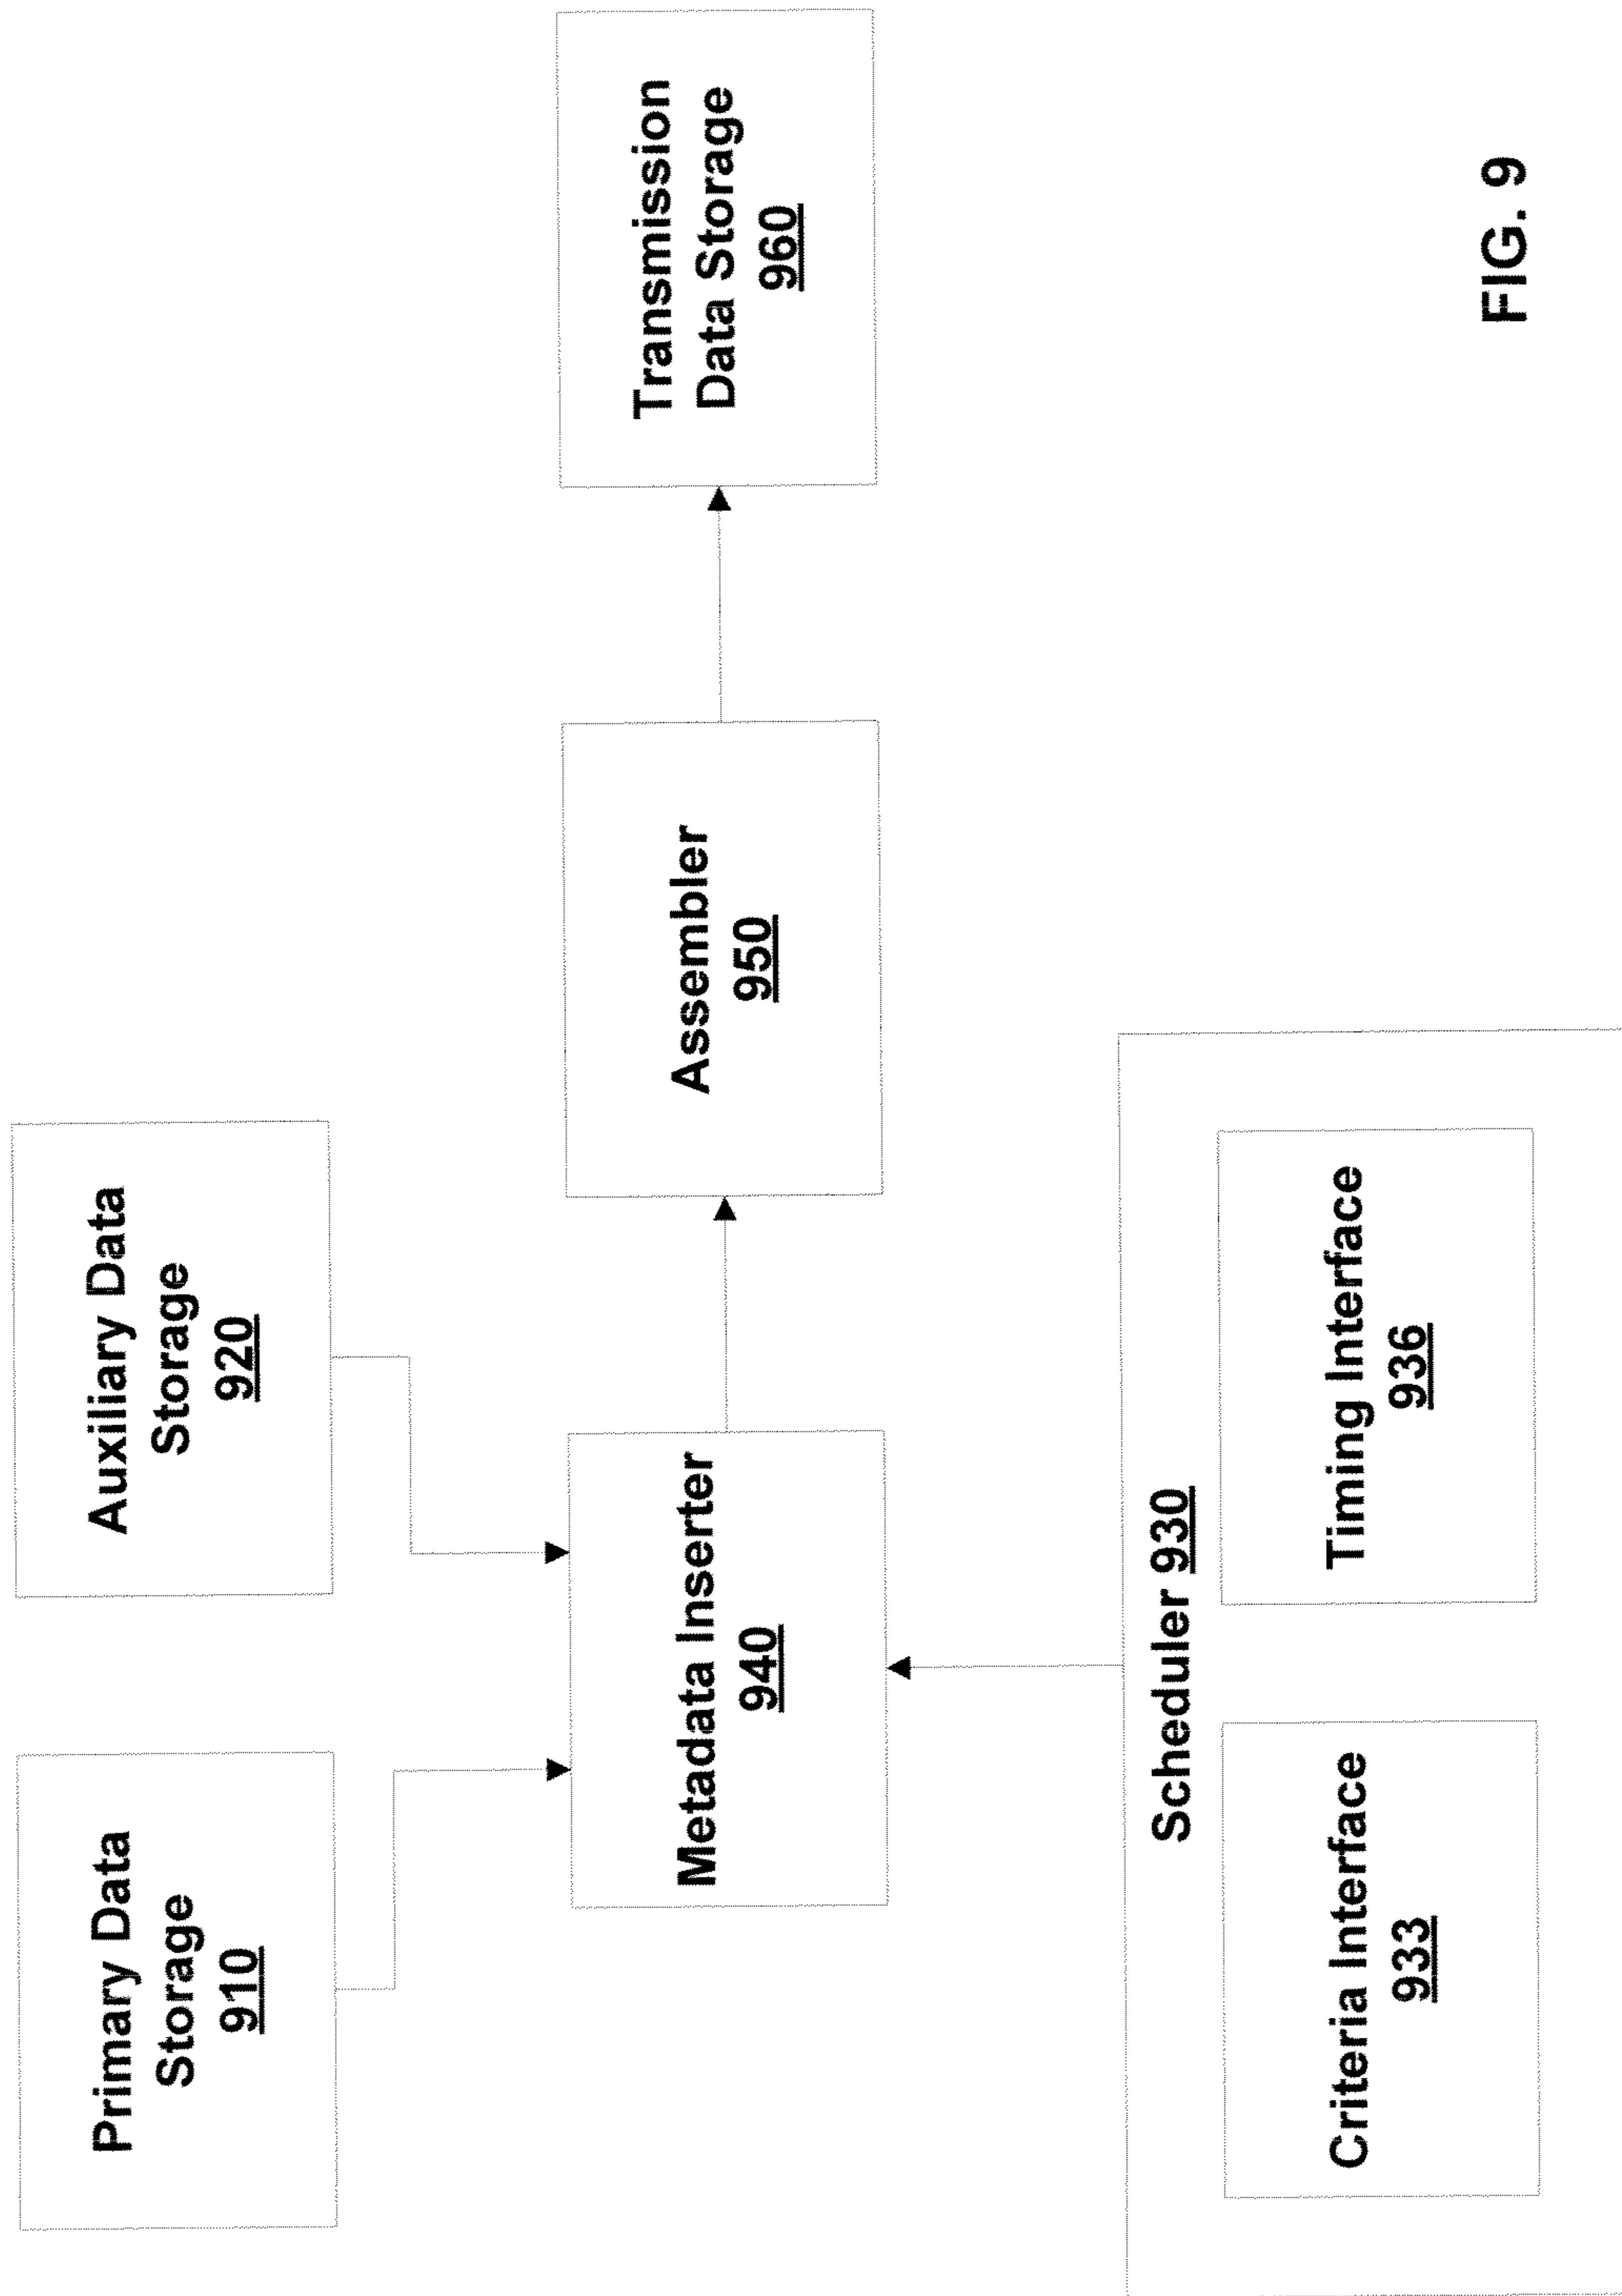 Primary Data
Storage
910
Auxiliary Data
Storage
920
Metadata Inserter
940
Assembler
950
Transmission
Data Storage
960
Scheduler 930
Criteria Interface
933
Timing Interface
936
FIG. 9